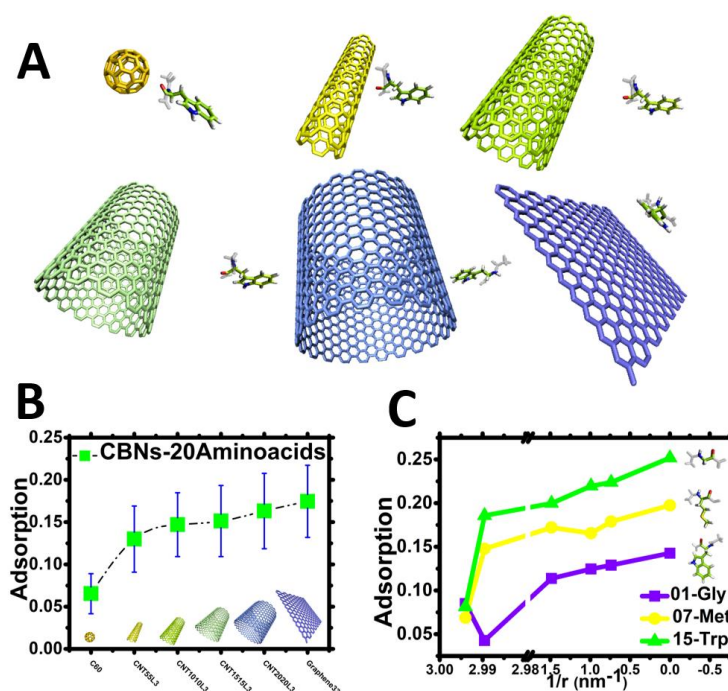 A
B
0.25
0.20
0.15
0.10
0.05
0.00
Adsorption
CBNs-20Aminoacids
C60
CNT55L3
CNT1010L3
CNT1515L3
CNT2020L3
C
0.25
0.20
0.15
0.10
0.05
Adsorption
01-Gly
07-Met
15-Trp
3.00 2.99 2.98 1.5 1.0 0.5 0.0 -0.5
1/r (nm⁻¹)